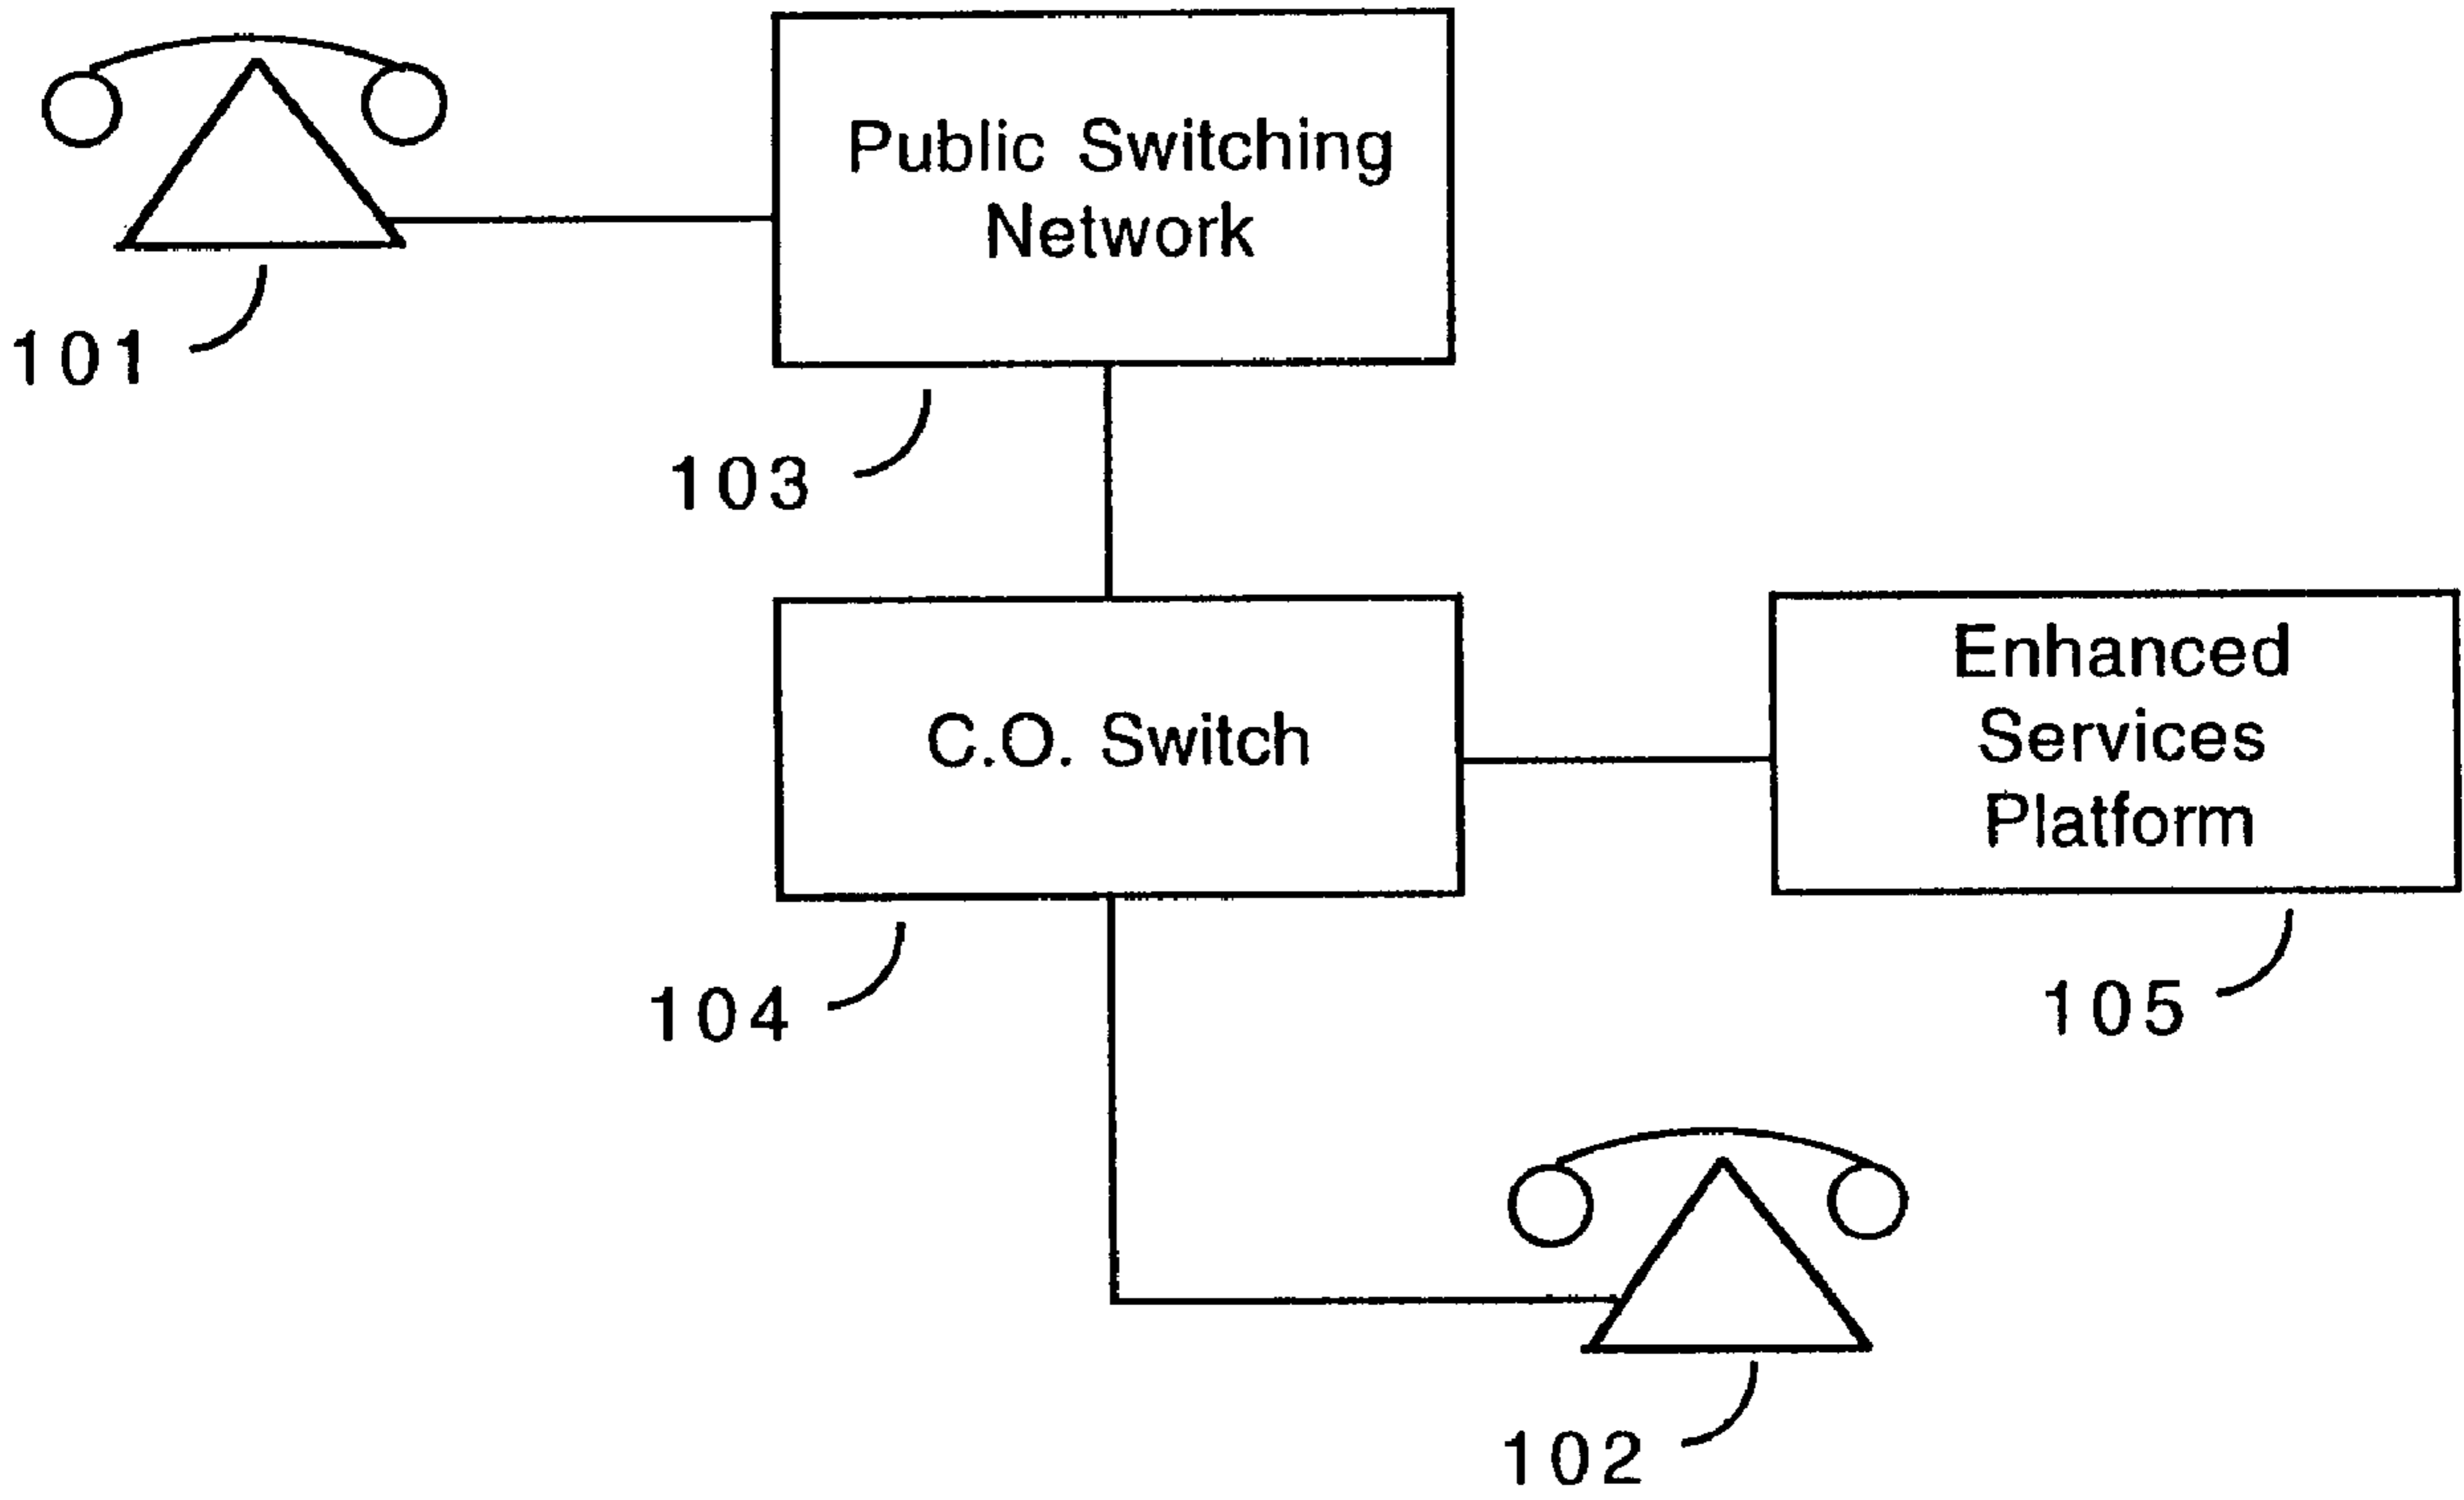 Public Switching
Network
101
103
C.O. Switch
Enhanced
Services
Platform
104
105
102